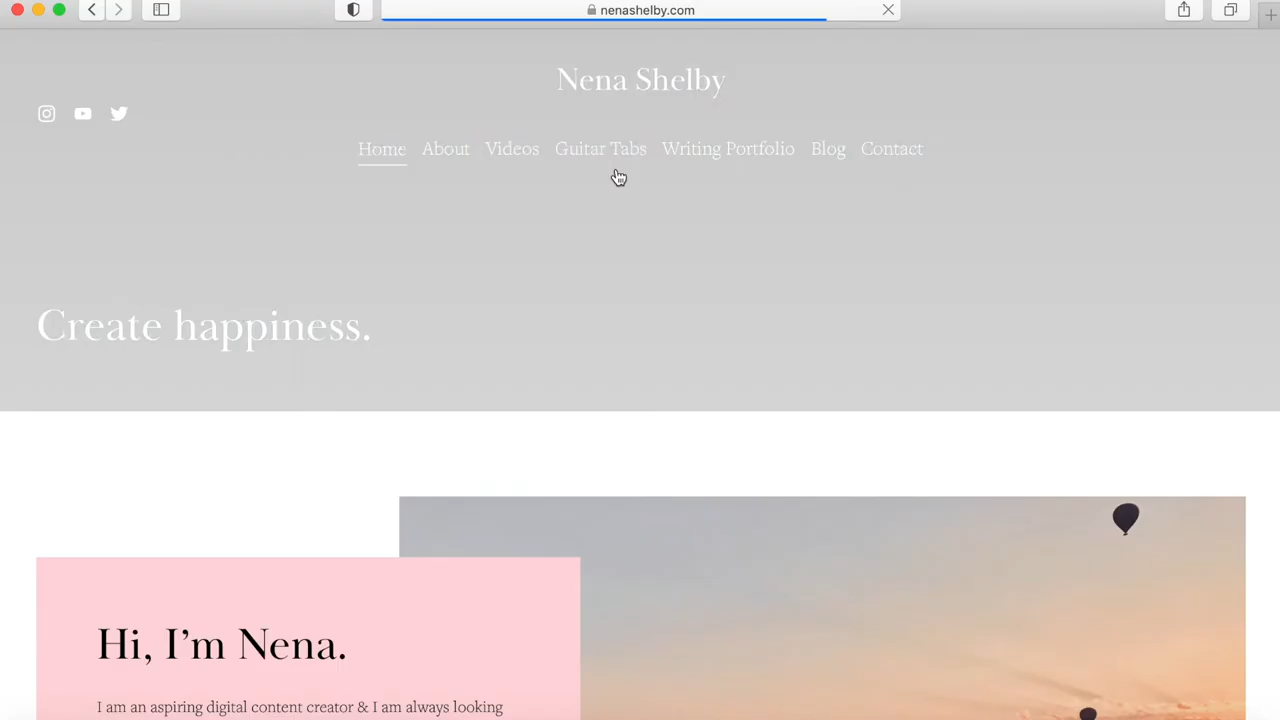 nenashelby.com
Nena Shelby
Home About Videos Guitar Tabs Writing Portfolio Blog Contact
Create happiness.
Hi, I’m Nena.
I am an aspiring digital content creator & I am always looking